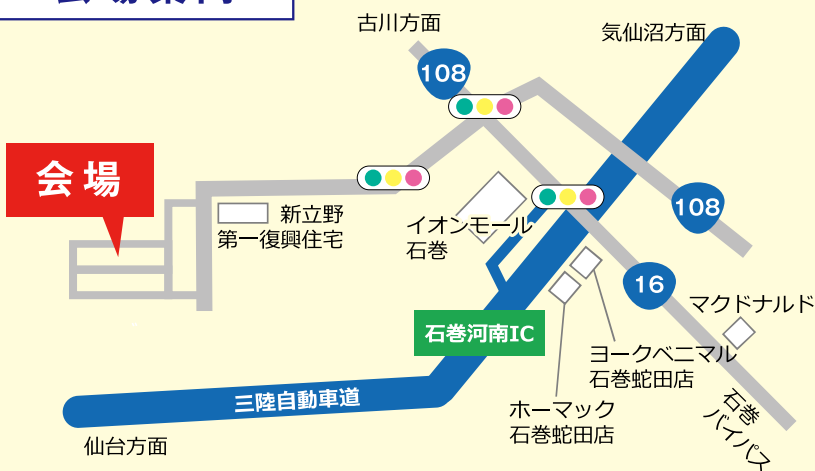 会場案内
古川方面
気仙沼方面
108
会場
新立野
第一復興住宅
イオンモール
石巻
108
16
マクドナルド
石巻河南IC
ヨークベニマル
石巻蛇田店
三陸自動車道
ホーマック
石巻蛇田店
石巻
バイパス
仙台方面